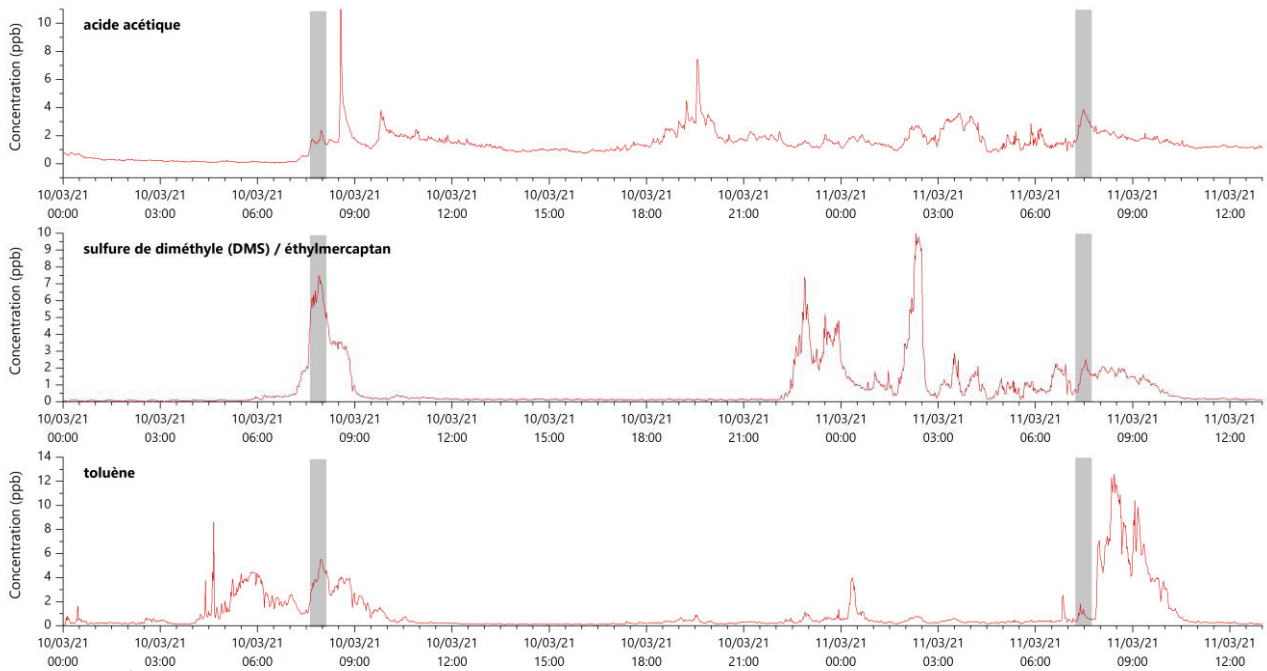 acide acétique
Concentration (ppb)
10
8
6
4
2
0
10/03/21 10/03/21 10/03/21 10/03/21 10/03/21 10/03/21 10/03/21 10/03/21 11/03/21 11/03/21 11/03/21 11/03/21 11/03/21
00:00 03:00 06:00 09:00 12:00 15:00 18:00 21:00 00:00 03:00 06:00 09:00 12:00
sulfure de diméthyle (DMS) / éthylmercaptan
Concentration (ppb)
10
9
8
7
6
5
4
3
2
1
0
10/03/21 10/03/21 10/03/21 10/03/21 10/03/21 10/03/21 10/03/21 10/03/21 11/03/21 11/03/21 11/03/21 11/03/21 11/03/21
00:00 03:00 06:00 09:00 12:00 15:00 18:00 21:00 00:00 03:00 06:00 09:00 12:00
toluène
Concentration (ppb)
14
12
10
8
6
4
2
0
10/03/21 10/03/21 10/03/21 10/03/21 10/03/21 10/03/21 10/03/21 10/03/21 11/03/21 11/03/21 11/03/21 11/03/21 11/03/21
00:00 03:00 06:00 09:00 12:00 15:00 18:00 21:00 00:00 03:00 06:00 09:00 12:00